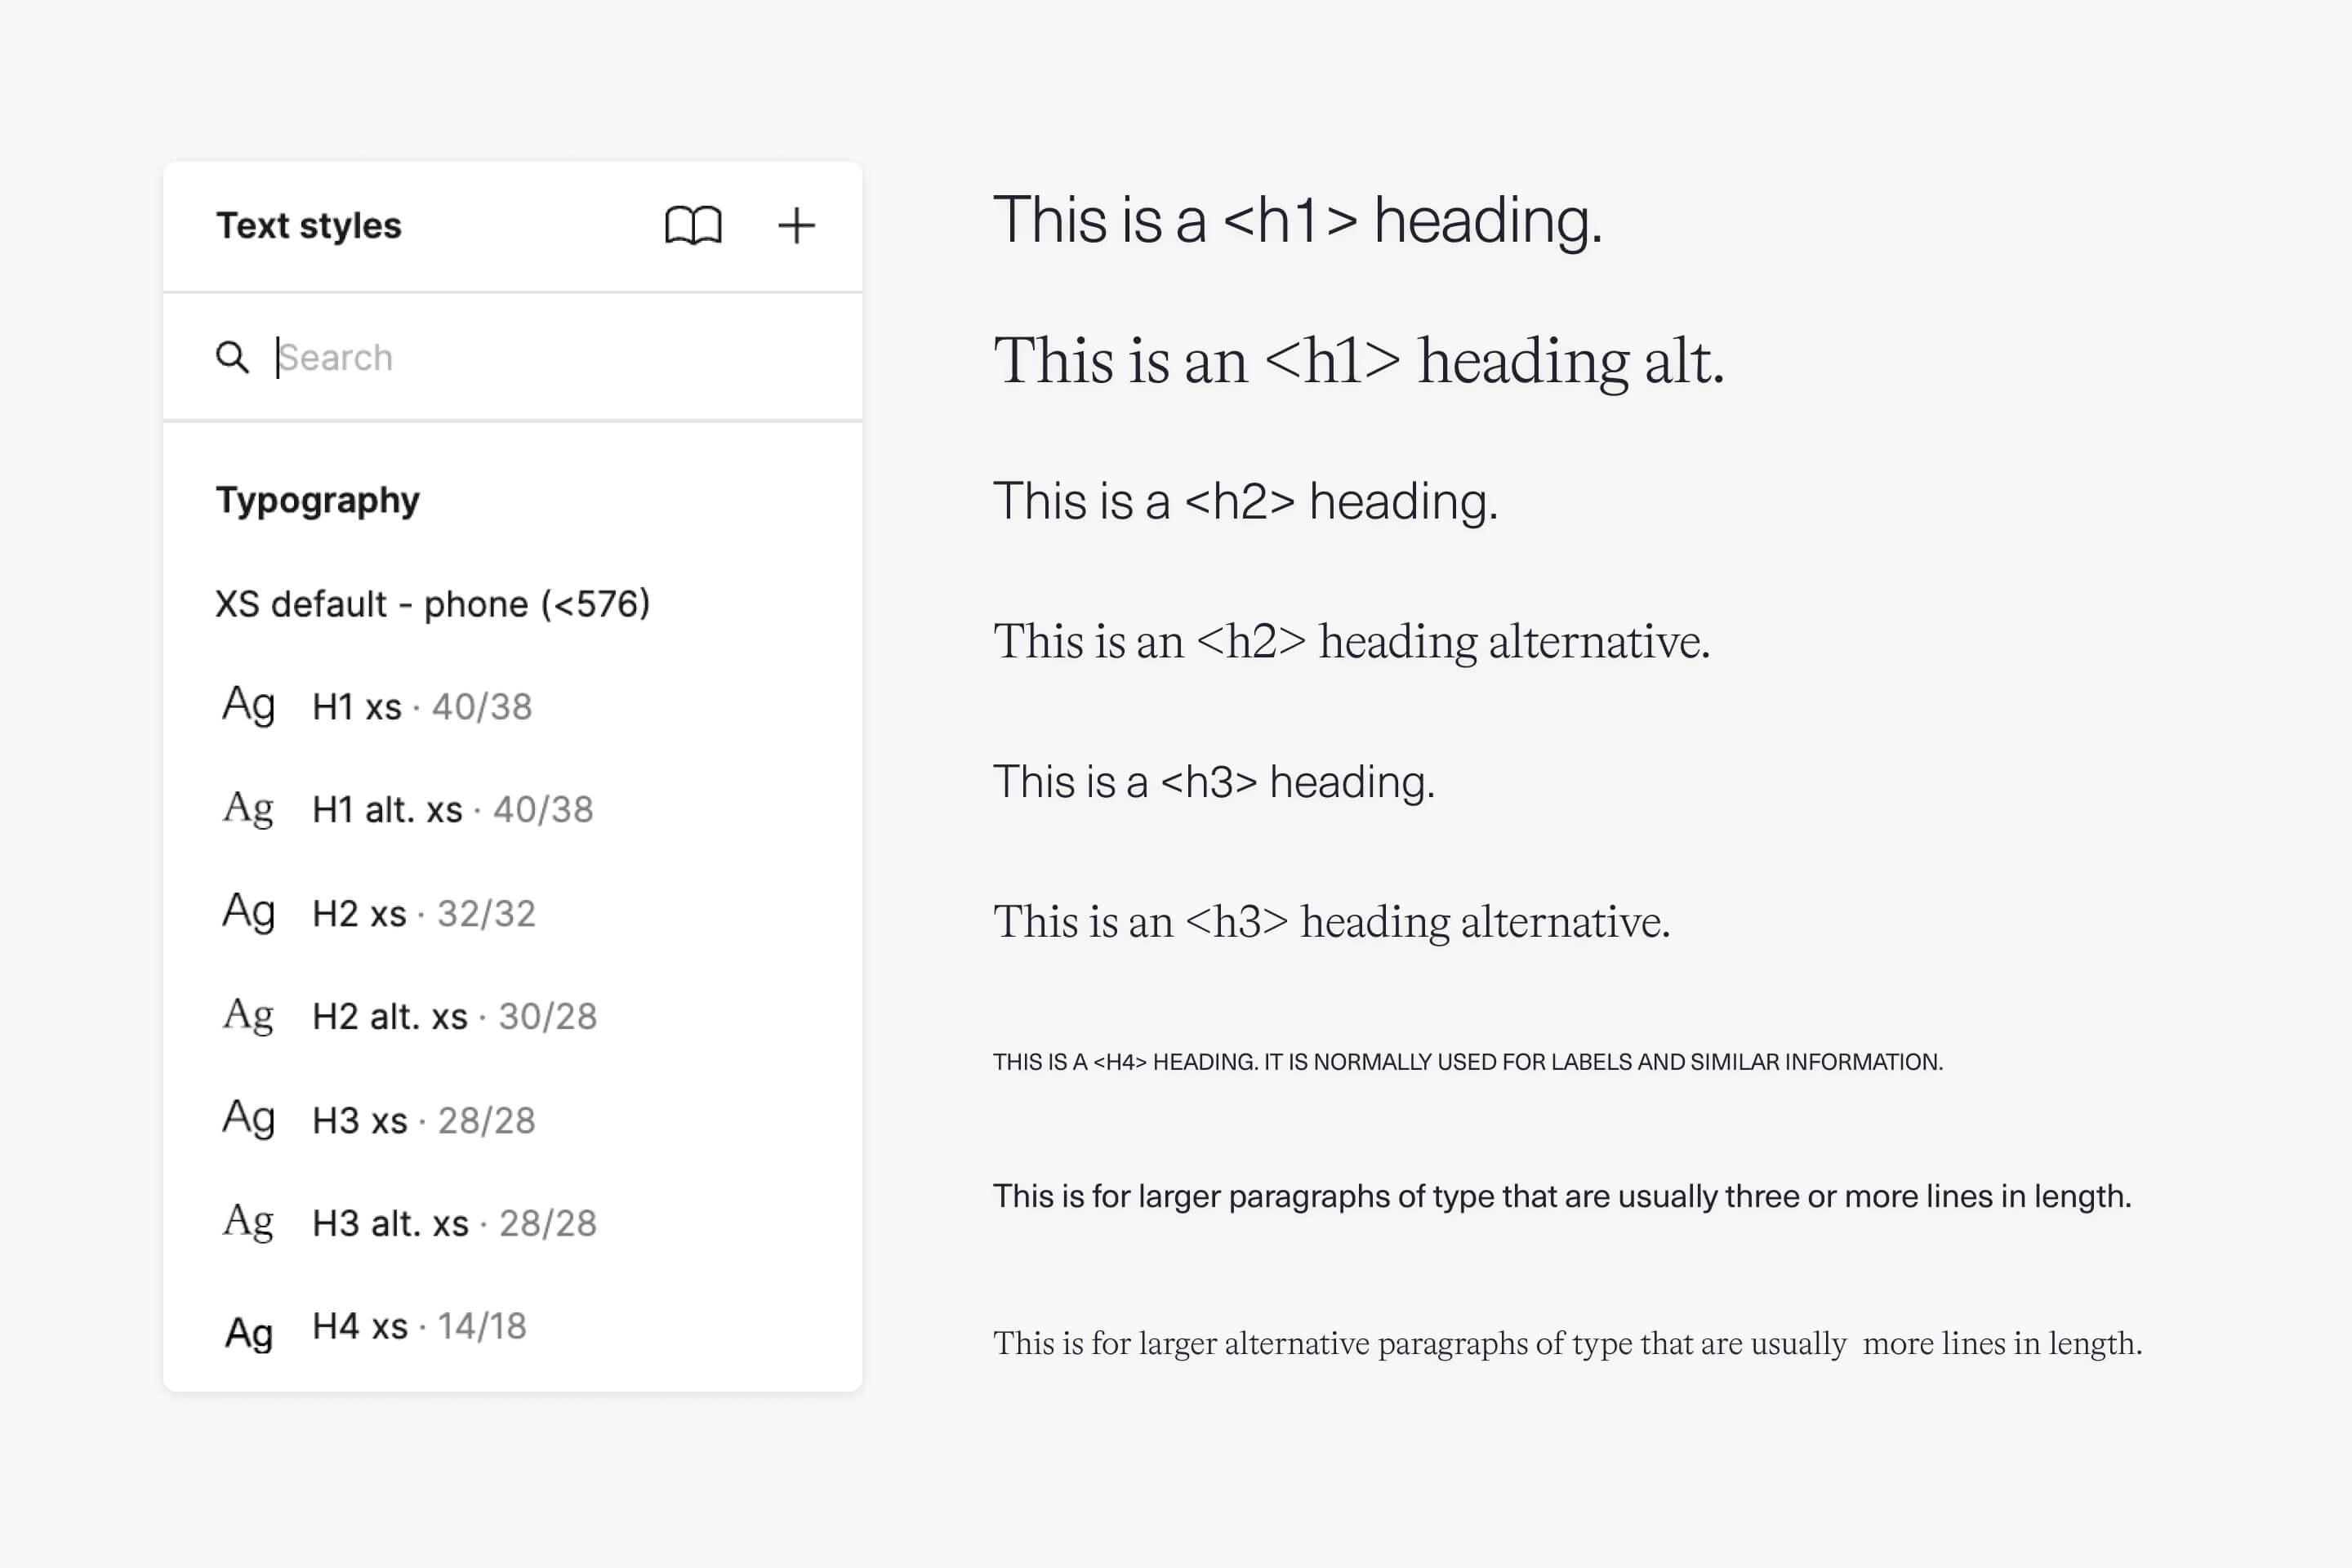 Text styles
Search
Typography
XS default - phone (<576)
Ag H1 xs · 40/38
Ag H1 alt. xs · 40/38
Ag H2 xs · 32/32
Ag H2 alt. xs · 30/28
Ag H3 xs · 28/28
Ag H3 alt. xs · 28/28
Ag H4 xs · 14/18
This is a <h1> heading.
This is an <h1> heading alt.
This is a <h2> heading.
This is an <h2> heading alternative.
This is a <h3> heading.
This is an <h3> heading alternative.
THIS IS A <H4> HEADING. IT IS NORMALLY USED FOR LABELS AND SIMILAR INFORMATION.
This is for larger paragraphs of type that are usually three or more lines in length.
This is for larger alternative paragraphs of type that are usually  more lines in length.